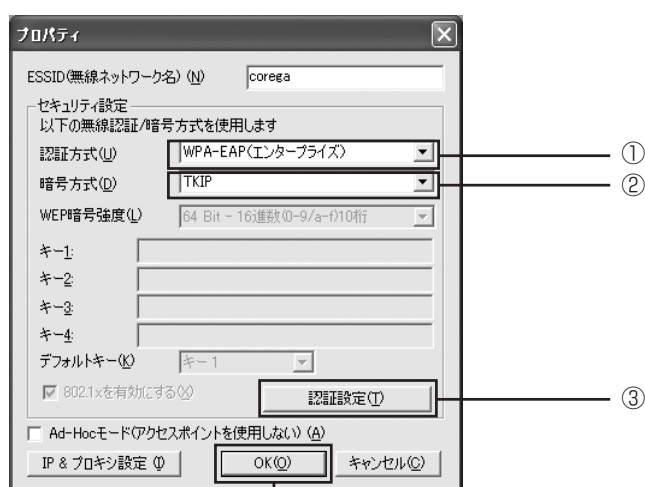 プロパティ
ESSID(無線ネットワーク名) (N) corega
セキュリティ設定
以下の無線認証/暗号方式を使用します
認証方式(U) WPA-EAP(エンタープライズ) ①
暗号方式(D) TKIP ②
WEP暗号強度(L) 64 Bit - 16進数(0-9/a-f)10桁
キー1:
キー2:
キー3:
キー4:
デフォルトキー(K) キー 1
802.1xを有効にする(X) 認証設定(T) ③
Ad-Hocモード(アクセスポイントを使用しない) (A)
IP & プロキシ設定 (I) OK(O) キャンセル(C)